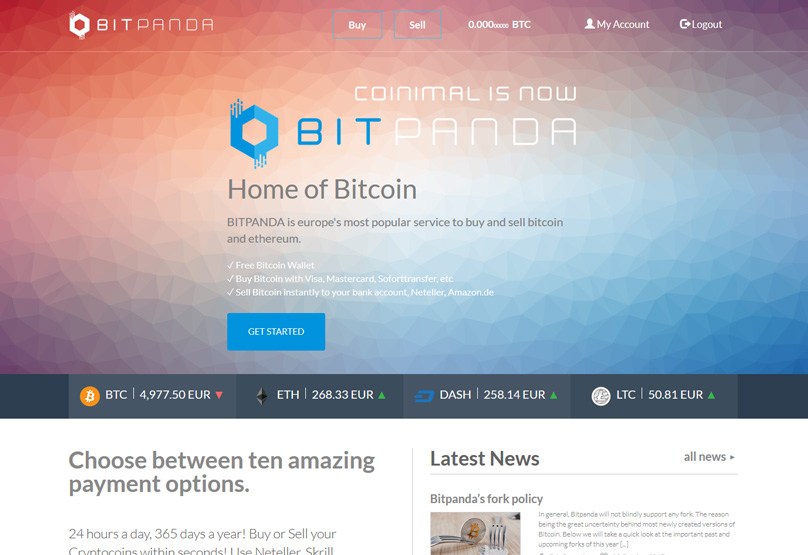 BITPANDA
Buy
Sell
0.00000000 BTC
My Account
Logout
COINIMAL IS NOW
BITPANDA
Home of Bitcoin
BITPANDA is europe's most popular service to buy and sell bitcoin
and ethereum.
✓ Free Bitcoin Wallet
✓ Buy Bitcoin with Visa, Mastercard, Soforttransfer, etc
✓ Sell Bitcoin instantly to your bank account, Neteller, Amazon.de
GET STARTED
BTC | 4,977.50 EUR ▼
ETH | 268.33 EUR ▲
DASH | 258.14 EUR ▲
LTC | 50.81 EUR ▲
Choose between ten amazing
payment options.
24 hours a day, 365 days a year! Buy or Sell your
Cryptocoins within seconds! Use Neteller, Skrill,
Latest News
all news ▸
Bitpanda's fork policy
In general, Bitpanda will not blindly support any fork. The reason
being the great uncertainty behind most newly created versions of
Bitcoin. Below we will take a quick look at the important past and
upcoming forks of this year [...]